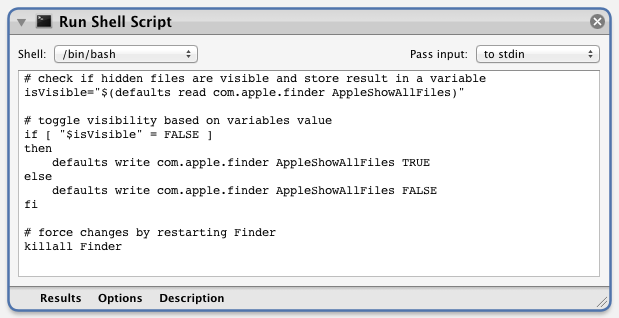 Run Shell Script
Shell: /bin/bash Pass input: to stdin
# check if hidden files are visible and store result in a variable
isVisible="$(defaults read com.apple.finder AppleShowAllFiles)"

# toggle visibility based on variables value
if [ "$isVisible" = FALSE ]
then
    defaults write com.apple.finder AppleShowAllFiles TRUE
else
    defaults write com.apple.finder AppleShowAllFiles FALSE
fi

# force changes by restarting Finder
killall Finder
Results Options Description